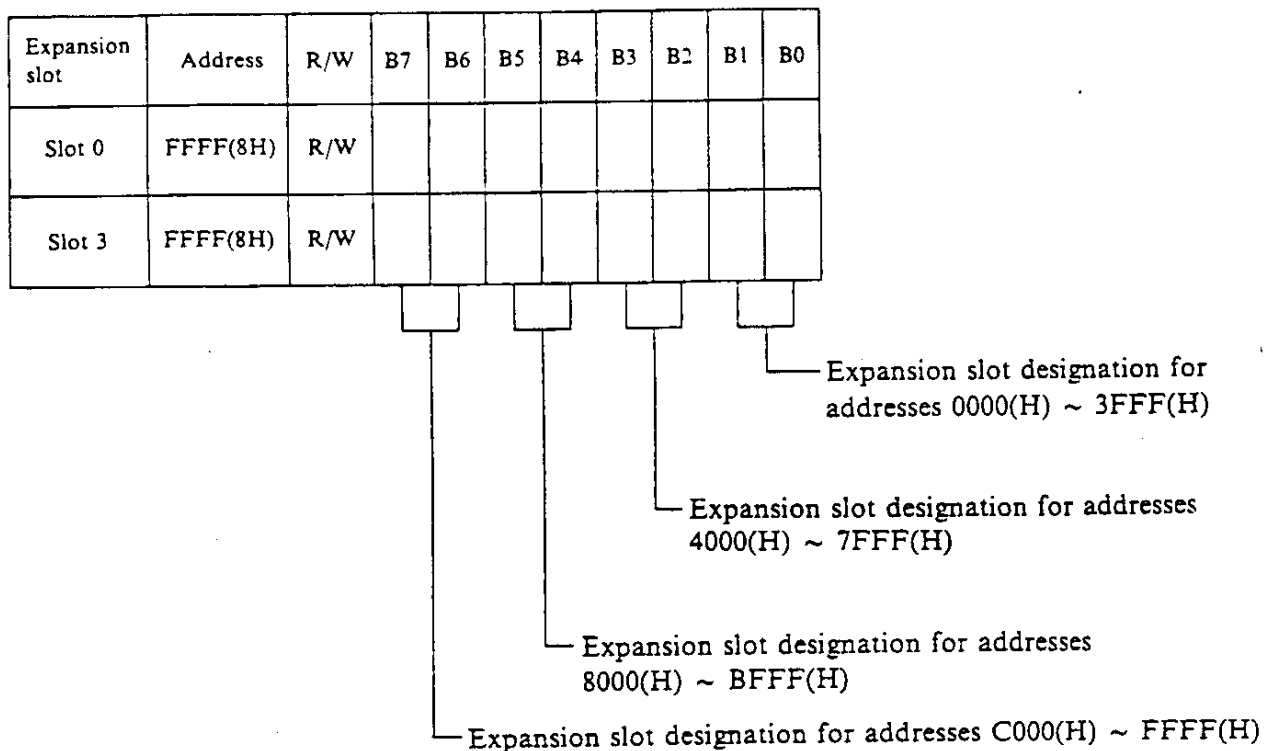 Expansion slot Address R/W B7 B6 B5 B4 B3 B2 B1 B0
Slot 0 FFFF(8H) R/W
Slot 3 FFFF(8H) R/W
Expansion slot designation for
addresses 0000(H) ~ 3FFF(H)
Expansion slot designation for addresses
4000(H) ~ 7FFF(H)
Expansion slot designation for addresses
8000(H) ~ BFFF(H)
Expansion slot designation for addresses C000(H) ~ FFFF(H)